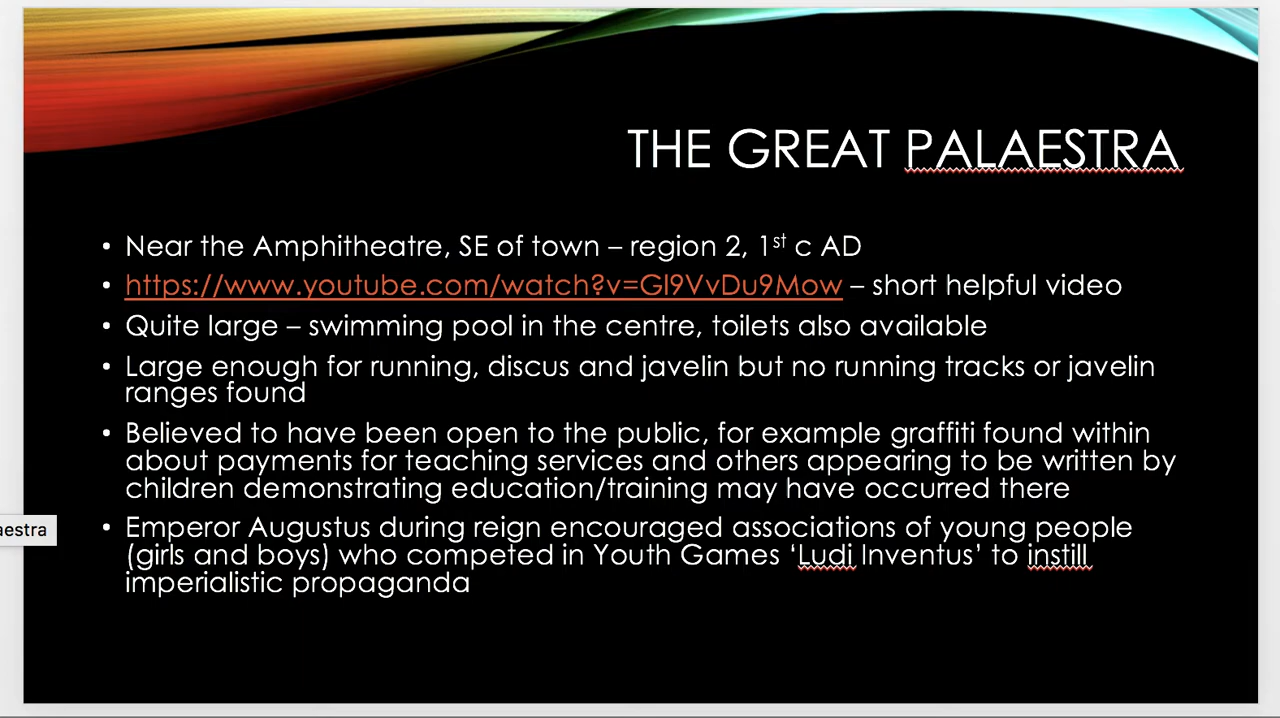 THE GREAT PALAESTRA
• Near the Amphitheatre, SE of town – region 2, 1st c AD
• https://www.youtube.com/watch?v=Gl9VvDu9Mow – short helpful video
• Quite large – swimming pool in the centre, toilets also available
• Large enough for running, discus and javelin but no running tracks or javelin
ranges found
• Believed to have been open to the public, for example graffiti found within
about payments for teaching services and others appearing to be written by
children demonstrating education/training may have occurred there
• Emperor Augustus during reign encouraged associations of young people
aestra
(girls and boys) who competed in Youth Games ‘Ludi Inventus’ to instill
imperialistic propaganda